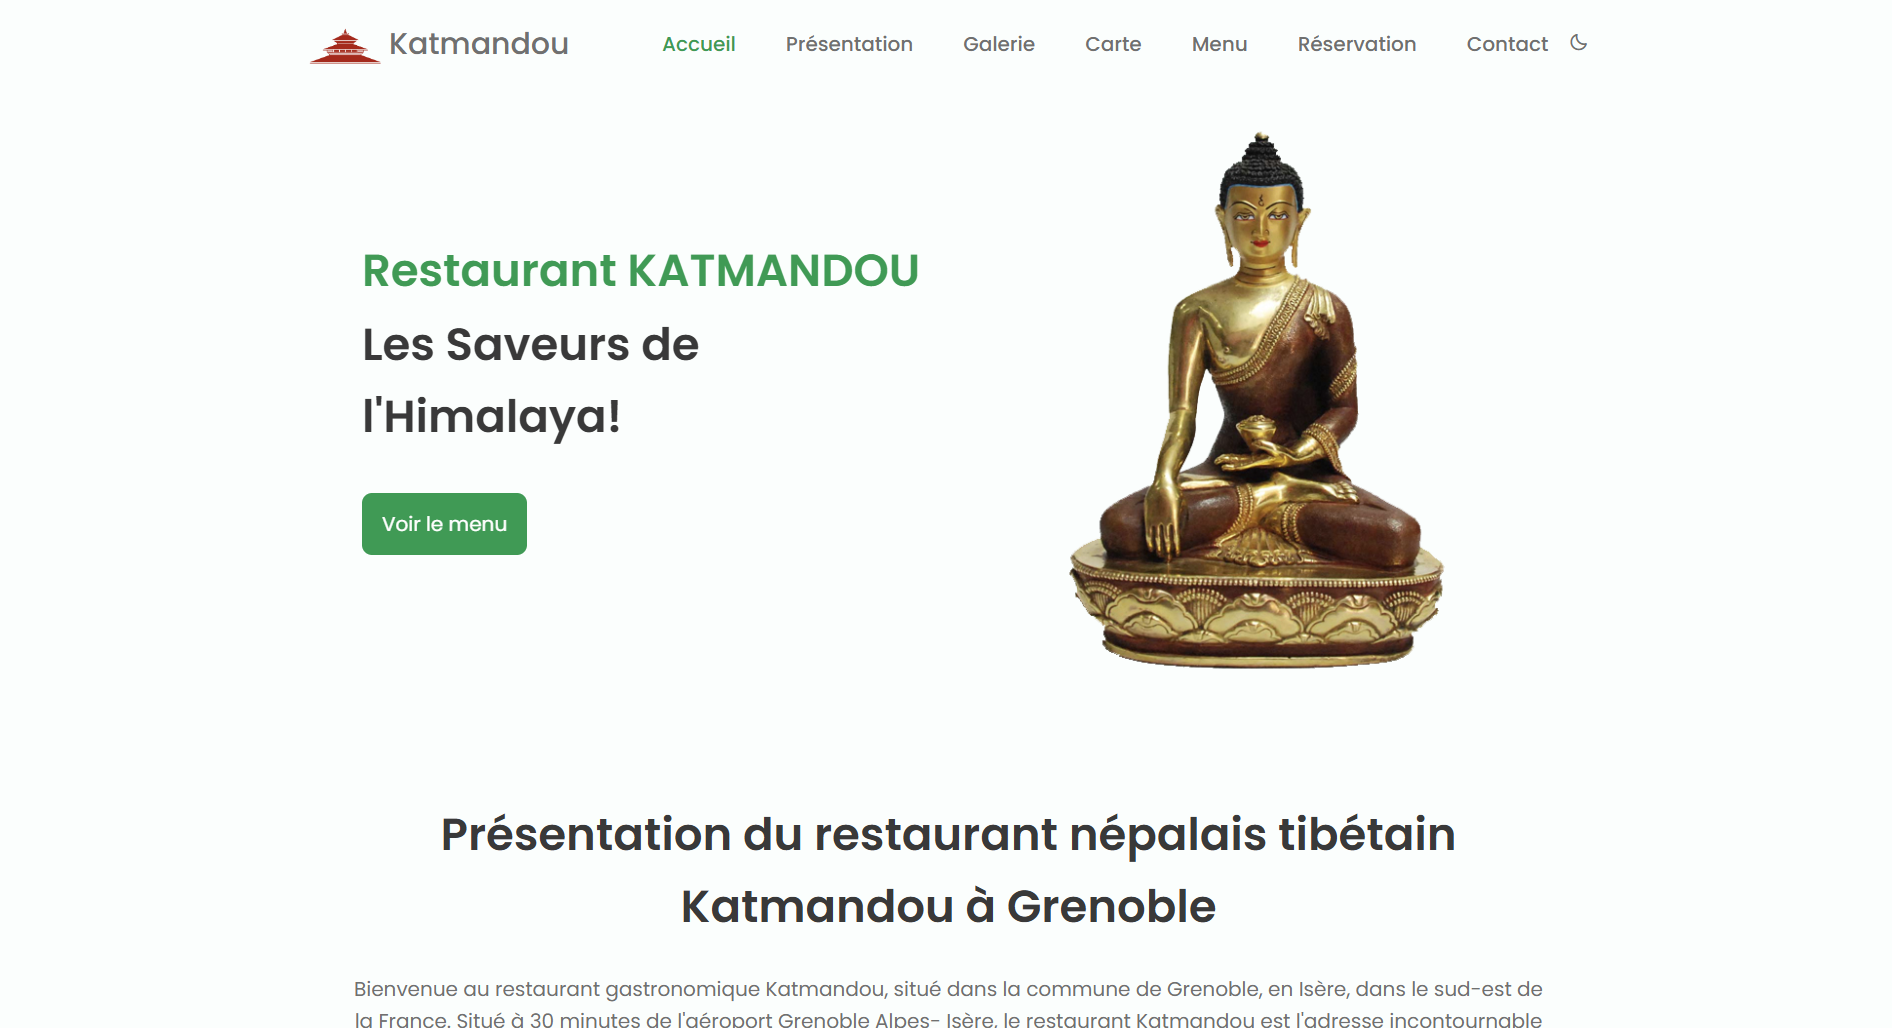 Katmandou
Accueil Présentation Galerie Carte Menu Réservation Contact
Restaurant KATMANDOU
Les Saveurs de
l'Himalaya!
Voir le menu
Présentation du restaurant népalais tibétain
Katmandou à Grenoble
Bienvenue au restaurant gastronomique Katmandou, situé dans la commune de Grenoble, en Isère, dans le sud-est de
la France. Situé à 30 minutes de l'aéroport Grenoble Alpes- Isère, le restaurant Katmandou est l'adresse incontournable